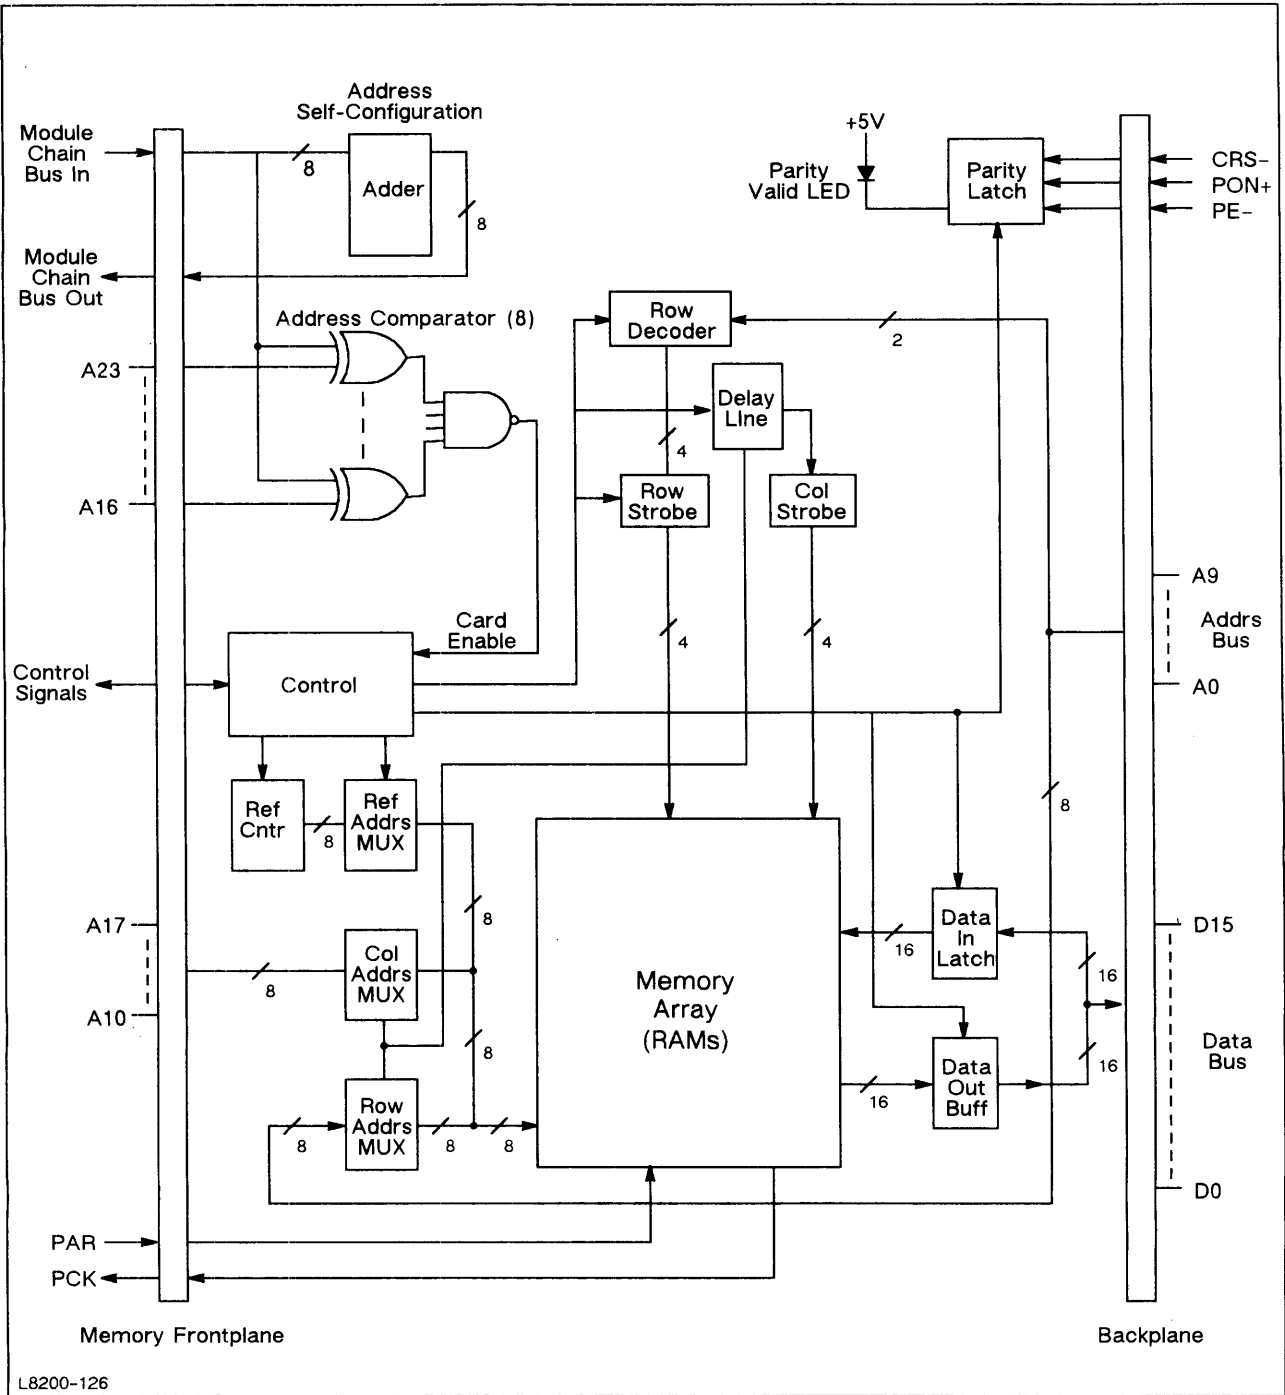 Address
Self-Configuration
Module
Chain
Bus In
8
Adder
8
Module
Chain
Bus Out
+5V
Parity
Valid LED
Parity
Latch
CRS-
PON+
PE-
Address Comparator (8)
A23
A16
Row
Decoder
2
Delay
Line
4
Row
Strobe
Col
Strobe
4
4
A9
Addrs
Bus
A0
Card
Enable
Control
Signals
Control
Ref
Cntr
8
Ref
Addrs
MUX
8
8
A17
A10
8
Col
Addrs
MUX
8
8
Row
Addrs
MUX
8
8
Memory
Array
(RAMs)
16
Data
In
Latch
16
16
16
Data
Out
Buff
D15
Data
Bus
D0
PAR
PCK
Memory Frontplane
Backplane
L8200-126